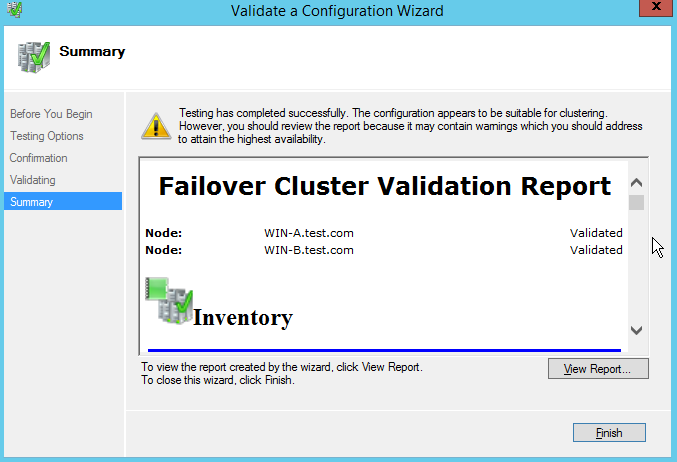 Validate a Configuration Wizard
X
Summary
Before You Begin
Testing Options
Confirmation
Validating
Summary
Testing has completed successfully. The configuration appears to be suitable for clustering.
However, you should review the report because it may contain warnings which you should address
to attain the highest availability.
Failover Cluster Validation Report
Node: WIN-A.test.com Validated
Node: WIN-B.test.com Validated
Inventory
To view the report created by the wizard, click View Report.
To close this wizard, click Finish.
View Report...
Finish